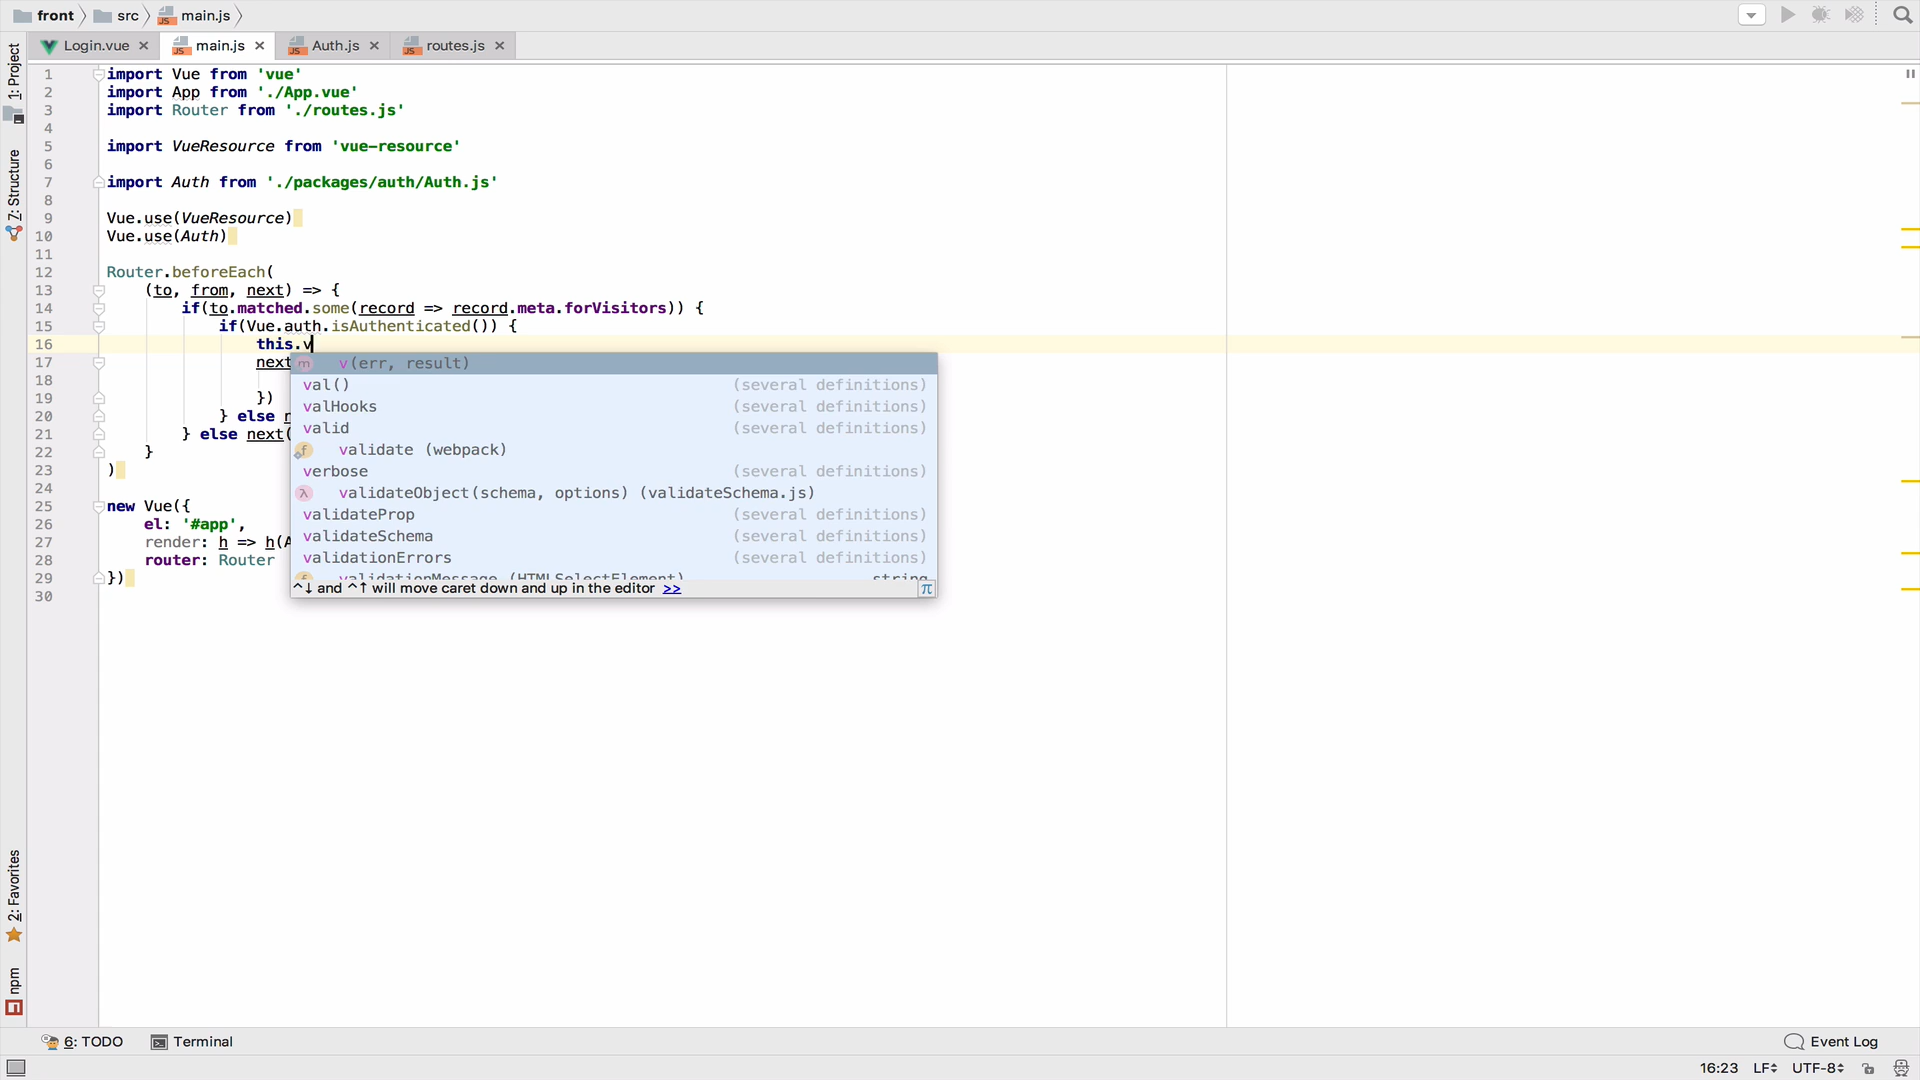 front src main.js
Login.vue main.js Auth.js routes.js
1: Project
7: Structure
2: Favorites
npm
1 import Vue from 'vue'
2 import App from './App.vue'
3 import Router from './routes.js'
4
5 import VueResource from 'vue-resource'
6
7 import Auth from './packages/auth/Auth.js'
8
9 Vue.use(VueResource)
10 Vue.use(Auth)
11
12 Router.beforeEach(
13 (to, from, next) => {
14 if(to.matched.some(record => record.meta.forVisitors)) {
15 if(Vue.auth.isAuthenticated()) {
16 this.v
17 next
18
19 })
20 } else n
21 } else next(
22 }
23 )
24
25 new Vue({
26 el: '#app',
27 render: h => h(A
28 router: Router
29 })
30
m v(err, result)
val() (several definitions)
valHooks (several definitions)
valid (several definitions)
f validate (webpack)
verbose (several definitions)
λ validateObject(schema, options) (validateSchema.js)
validateProp (several definitions)
validateSchema (several definitions)
validationErrors (several definitions)
validationMessage (HTMLSelectElement) string
^↓ and ^↑ will move caret down and up in the editor >> π
6: TODO Terminal Event Log
16:23 LF UTF-8